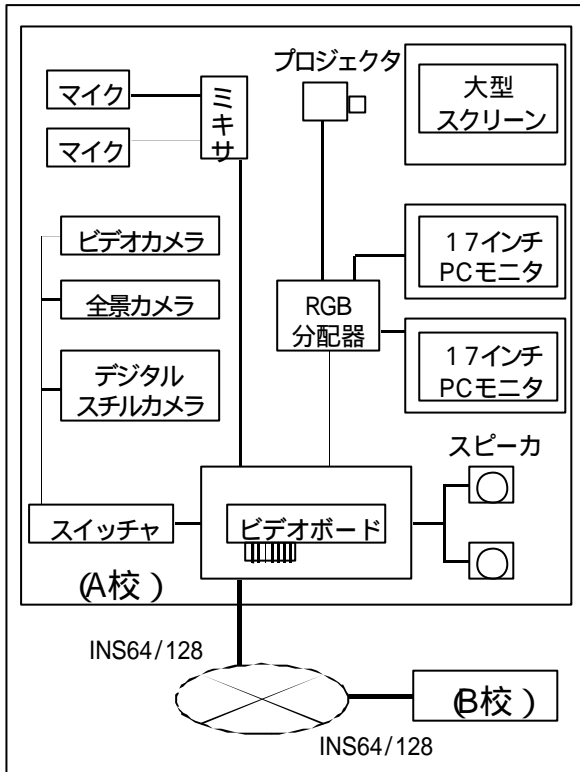 プロジェクタ
大型
スクリーン
マイク
ミキサ
マイク
ビデオカメラ
全景カメラ
デジタル
スチルカメラ
RGB
分配器
17インチ
PCモニタ
17インチ
PCモニタ
スピーカ
スイッチャ
ビデオボード
(A校)
INS64/128
(B校)
INS64/128